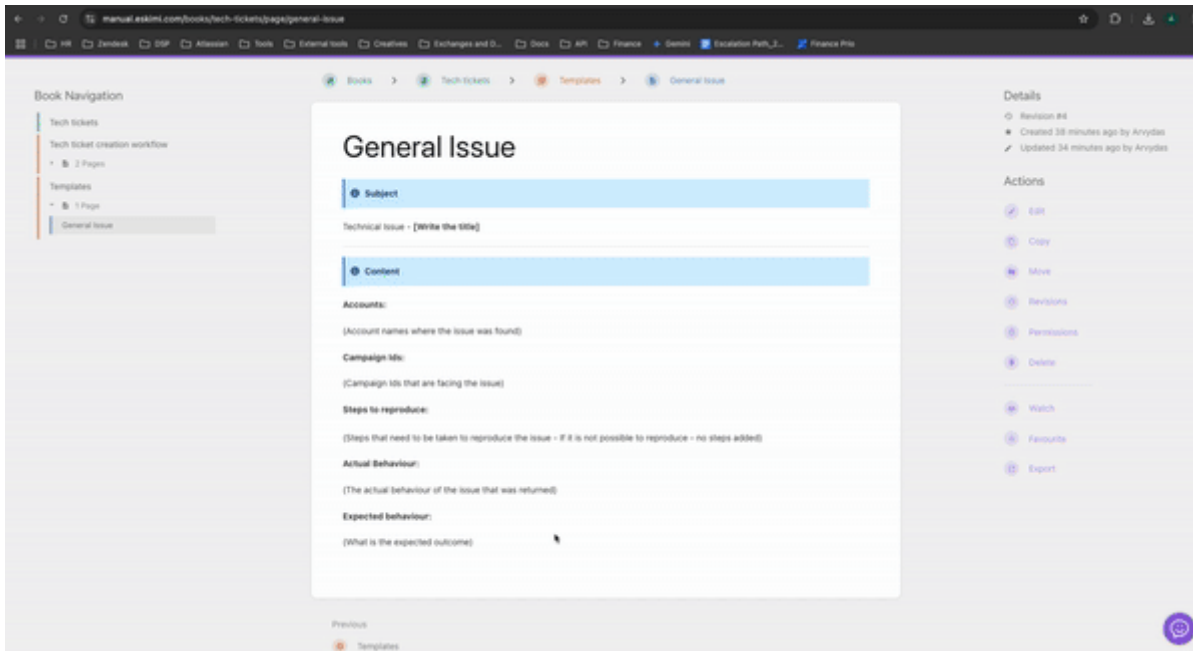 manual.eskimi.com/books/tech-tickets/page/general-issue
HR Zendesk DSP Atlassian Tools External tools Creatives Exchanges and D... Docs API Finance Gemini Escalation Path_2... Finance Prio
Books > Tech tickets > Templates > General Issue
Book Navigation
Tech tickets
Tech ticket creation workflow
2 Pages
Templates
1 Page
General Issue
General Issue
Subject
Technical Issue - [Write the title]
Content
Accounts:
(Account names where the issue was found)
Campaign Ids:
(Campaign Ids that are facing the issue)
Steps to reproduce:
(Steps that need to be taken to reproduce the issue - If it is not possible to reproduce - no steps added)
Actual Behaviour:
(The actual behaviour of the issue that was returned)
Expected behaviour:
(What is the expected outcome)
Previous
Templates
Details
Revision #4
Created 38 minutes ago by Arvydas
Updated 34 minutes ago by Arvydas
Actions
Edit
Copy
Move
Revisions
Permissions
Delete
Watch
Favourite
Export